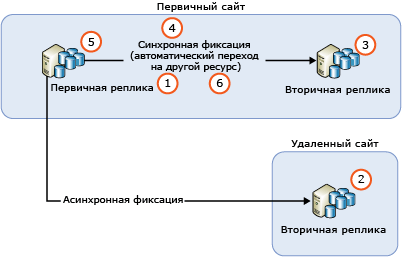 Первичный сайт
4
5
Синхронная фиксация
(автоматический переход
на другой ресурс)
3
Первичная реплика
1
6
Вторичная реплика
Удаленный сайт
2
Асинхронная фиксация
Вторичная реплика